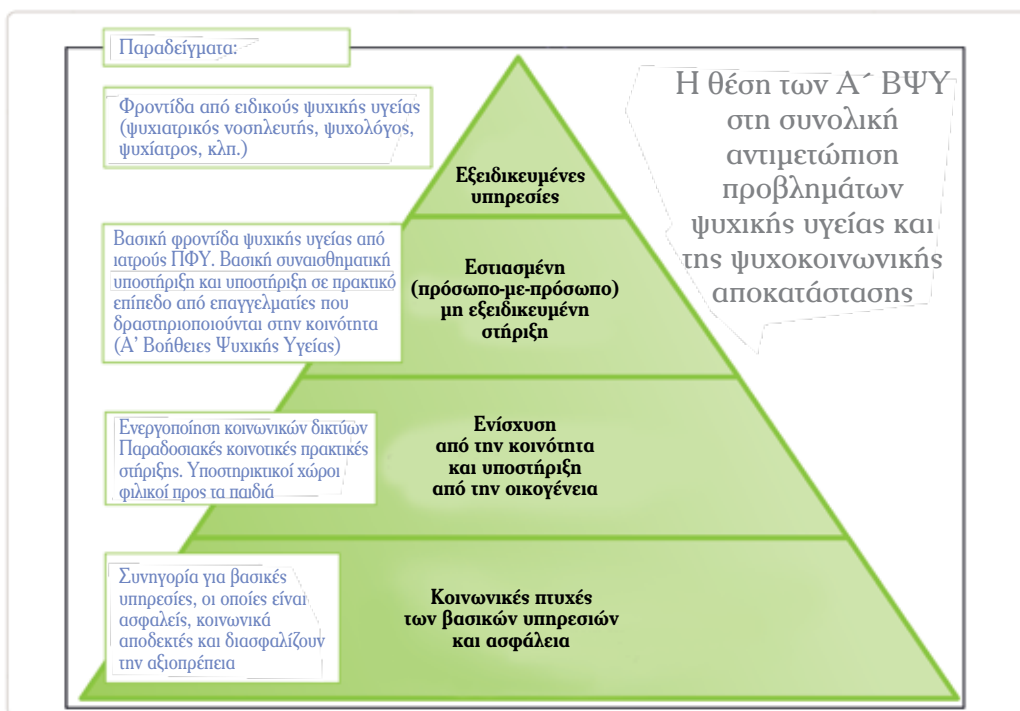 Παραδείγματα:
Φροντίδα από ειδικούς ψυχικής υγείας
(ψυχιατρικός νοσηλευτής, ψυχολόγος,
ψυχίατρος, κλπ.)
Η θέση των Α΄ ΒΨΥ
στη συνολική
αντιμετώπιση
προβλημάτων
ψυχικής υγείας και
της ψυχοκοινωνικής
αποκατάστασης
Εξειδικευμένες
υπηρεσίες
Βασική φροντίδα ψυχικής υγείας από
ιατρούς ΠΦΥ. Βασική συναισθηματική
υποστήριξη και υποστήριξη σε πρακτικό
επίπεδο από επαγγελματίες που
δραστηριοποιούνται στην κοινότητα
(Α' Βοήθειες Ψυχικής Υγείας)
Εστιασμένη
(πρόσωπο-με-πρόσωπο)
μη εξειδικευμένη
στήριξη
Ενεργοποίηση κοινωνικών δικτύων
Παραδοσιακές κοινοτικές πρακτικές
στήριξης. Υποστηρικτικοί χώροι
φιλικοί προς τα παιδιά
Ενίσχυση
από την κοινότητα
και υποστήριξη
από την οικογένεια
Συνηγορία για βασικές
υπηρεσίες, οι οποίες είναι
ασφαλείς, κοινωνικά
αποδεκτές και διασφαλίζουν
την αξιοπρέπεια
Κοινωνικές πτυχές
των βασικών υπηρεσιών
και ασφάλεια